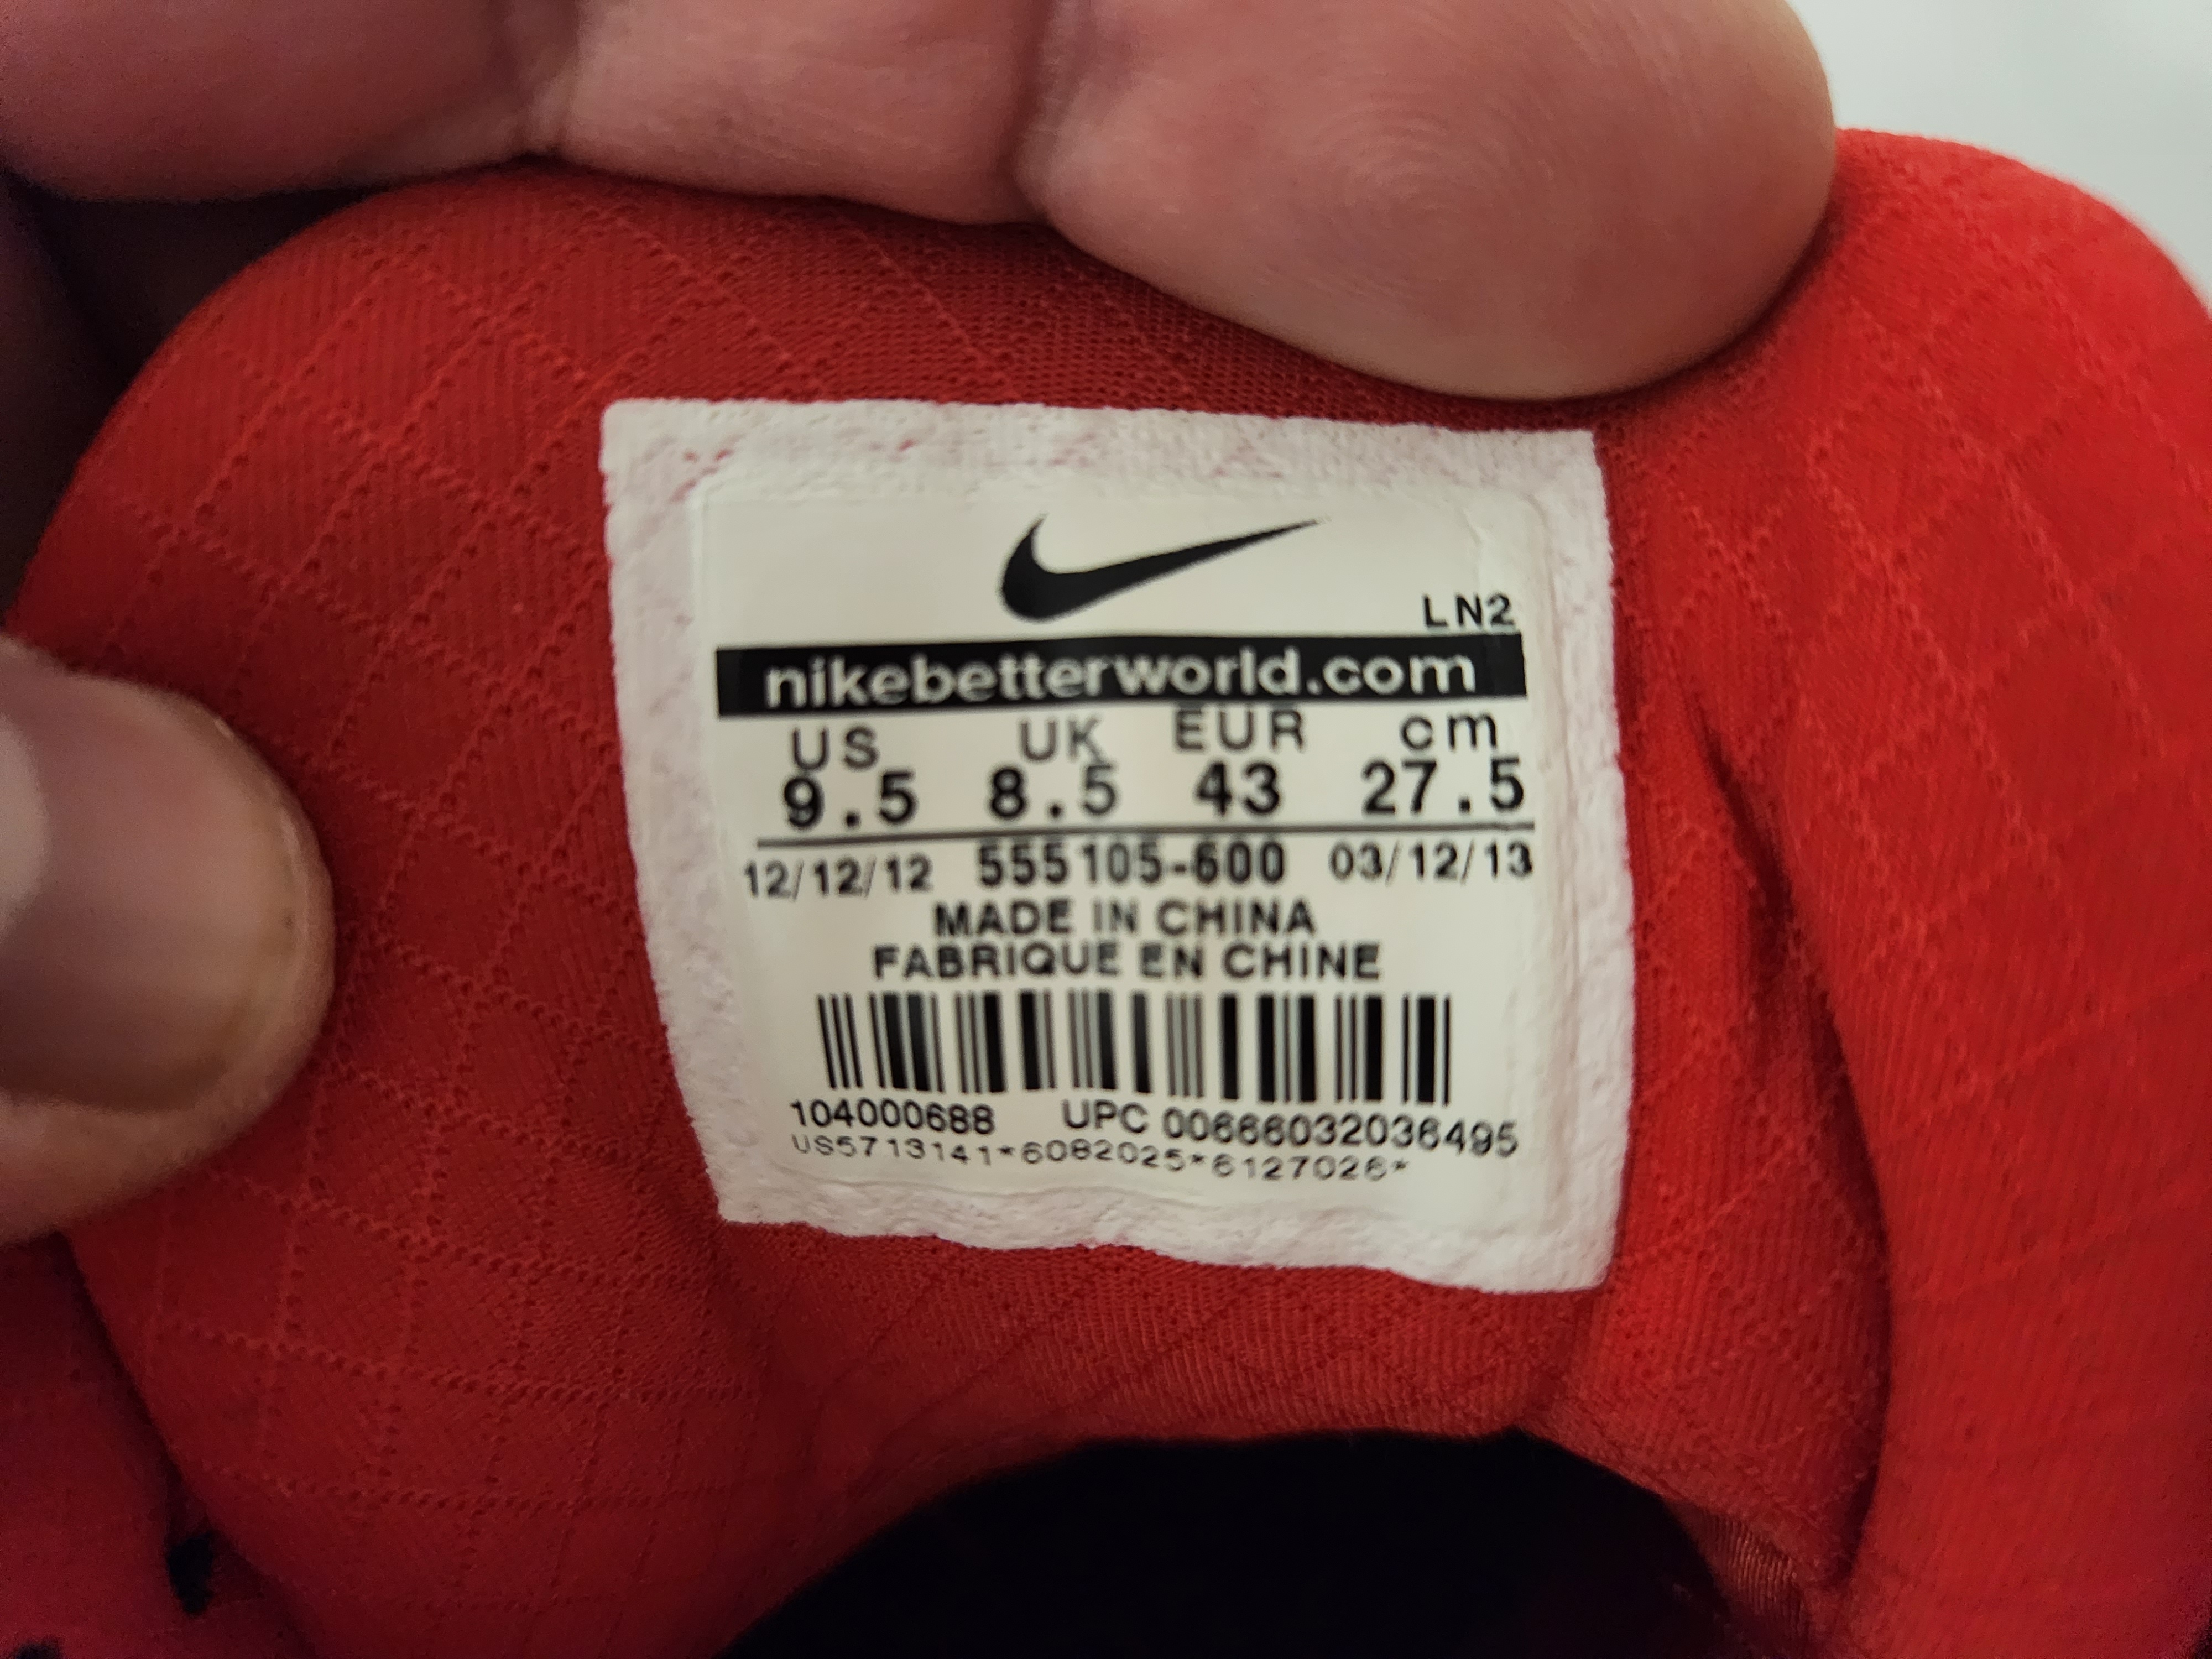 LN2
nikebetterworld.com
US UK EUR cm
9.5 8.5 43 27.5
12/12/12 555105-600 03/12/13
MADE IN CHINA
FABRIQUE EN CHINE
104000688 UPC 00666032036495
US5713141*6082025*6127026*